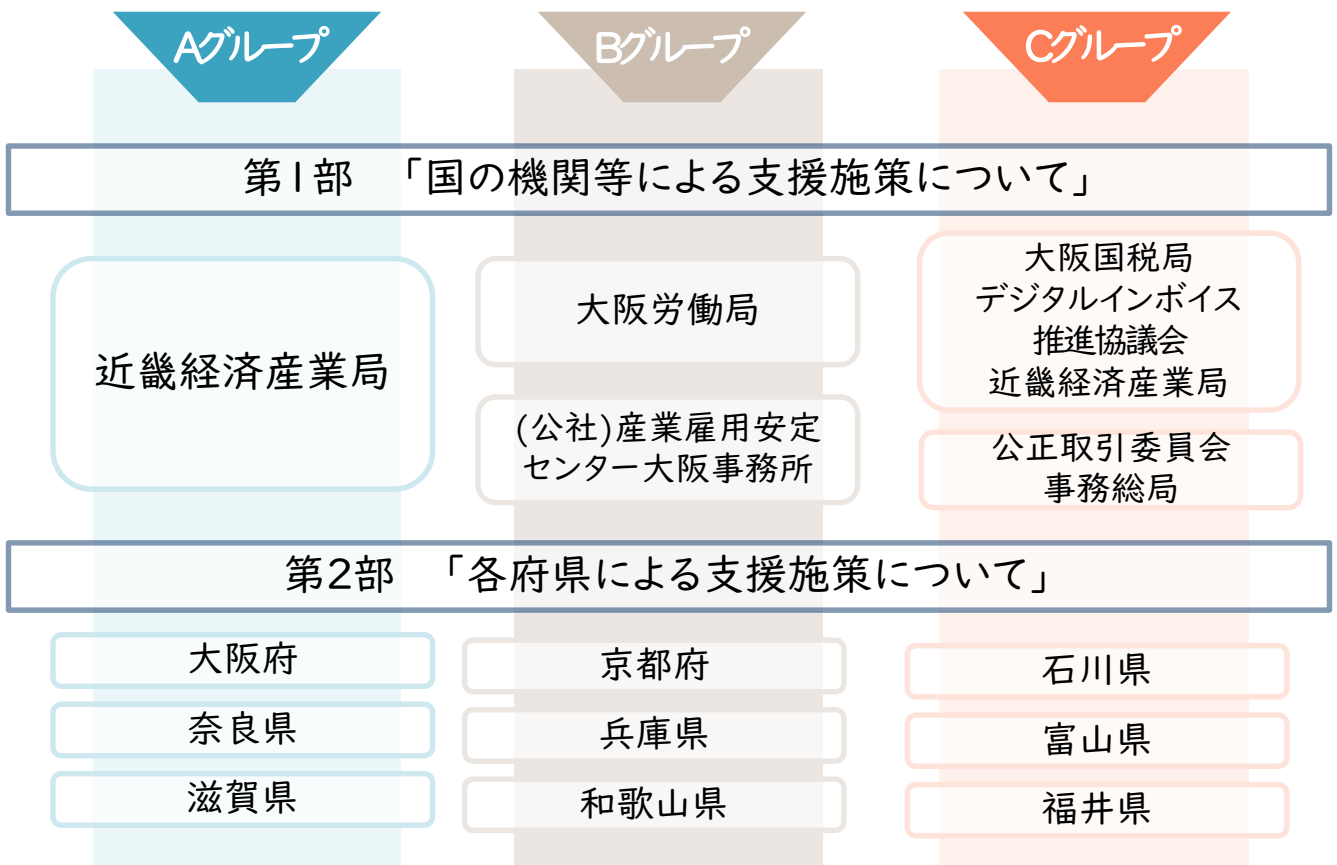 Aグループ
Bグループ
Cグループ
第1部 「国の機関等による支援施策について」
近畿経済産業局
大阪労働局
(公社)産業雇用安定
センター大阪事務所
大阪国税局
デジタルインボイス
推進協議会
近畿経済産業局
公正取引委員会
事務総局
第2部 「各府県による支援施策について」
大阪府
京都府
石川県
奈良県
兵庫県
富山県
滋賀県
和歌山県
福井県